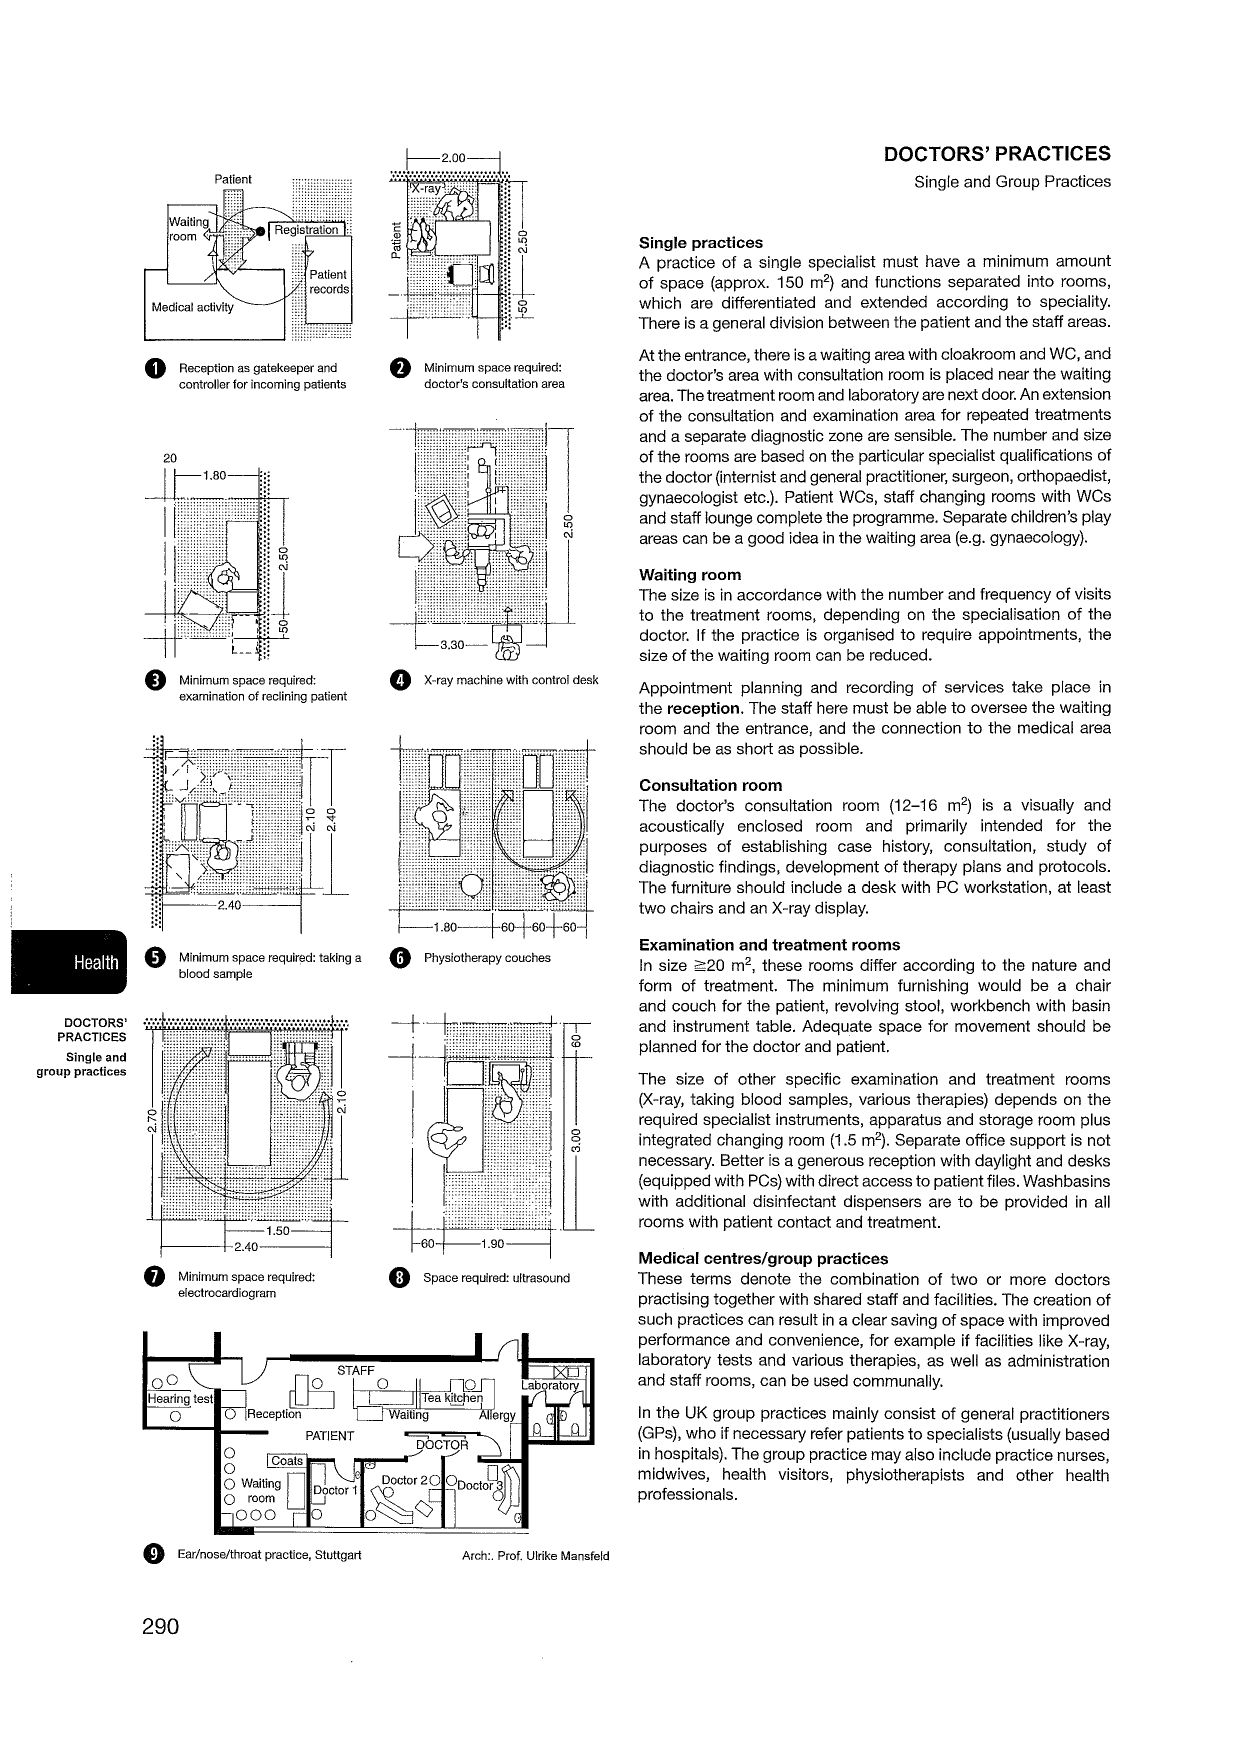 DOCTORS' PRACTICES
Single and Group Practices
Patient
Waiting
room
Registration
Patient
records
Medical activity
1 Reception as gatekeeper and
controller for incoming patients
2.00
X-ray
Patient
2.50
50
2 Minimum space required:
doctor's consultation area
20
1.80
2.50
50
3 Minimum space required:
examination of reclining patient
2.50
3.30
4 X-ray machine with control desk
2.10
2.40
2.40
5 Minimum space required: taking a
blood sample
1.80
60
60
60
6 Physiotherapy couches
2.70
2.10
1.50
2.40
7 Minimum space required:
electrocardiogram
60
3.00
60
1.90
8 Space required: ultrasound
STAFF
Hearing test
Laboratory
Tea kitchen
Reception
Waiting
Allergy
PATIENT
DOCTOR
Coats
Waiting
room
Doctor 1
Doctor 2
Doctor 3
9 Ear/nose/throat practice, Stuttgart
Arch:. Prof. Ulrike Mansfeld
Health
DOCTORS'
PRACTICES
Single and
group practices
Single practices
A practice of a single specialist must have a minimum amount
of space (approx. 150 m²) and functions separated into rooms,
which are differentiated and extended according to speciality.
There is a general division between the patient and the staff areas.
At the entrance, there is a waiting area with cloakroom and WC, and
the doctor's area with consultation room is placed near the waiting
area. The treatment room and laboratory are next door. An extension
of the consultation and examination area for repeated treatments
and a separate diagnostic zone are sensible. The number and size
of the rooms are based on the particular specialist qualifications of
the doctor (internist and general practitioner, surgeon, orthopaedist,
gynaecologist etc.). Patient WCs, staff changing rooms with WCs
and staff lounge complete the programme. Separate children's play
areas can be a good idea in the waiting area (e.g. gynaecology).
Waiting room
The size is in accordance with the number and frequency of visits
to the treatment rooms, depending on the specialisation of the
doctor. If the practice is organised to require appointments, the
size of the waiting room can be reduced.
Appointment planning and recording of services take place in
the reception. The staff here must be able to oversee the waiting
room and the entrance, and the connection to the medical area
should be as short as possible.
Consultation room
The doctor's consultation room (12–16 m²) is a visually and
acoustically enclosed room and primarily intended for the
purposes of establishing case history, consultation, study of
diagnostic findings, development of therapy plans and protocols.
The furniture should include a desk with PC workstation, at least
two chairs and an X-ray display.
Examination and treatment rooms
In size ≧20 m², these rooms differ according to the nature and
form of treatment. The minimum furnishing would be a chair
and couch for the patient, revolving stool, workbench with basin
and instrument table. Adequate space for movement should be
planned for the doctor and patient.
The size of other specific examination and treatment rooms
(X-ray, taking blood samples, various therapies) depends on the
required specialist instruments, apparatus and storage room plus
integrated changing room (1.5 m²). Separate office support is not
necessary. Better is a generous reception with daylight and desks
(equipped with PCs) with direct access to patient files. Washbasins
with additional disinfectant dispensers are to be provided in all
rooms with patient contact and treatment.
Medical centres/group practices
These terms denote the combination of two or more doctors
practising together with shared staff and facilities. The creation of
such practices can result in a clear saving of space with improved
performance and convenience, for example if facilities like X-ray,
laboratory tests and various therapies, as well as administration
and staff rooms, can be used communally.
In the UK group practices mainly consist of general practitioners
(GPs), who if necessary refer patients to specialists (usually based
in hospitals). The group practice may also include practice nurses,
midwives, health visitors, physiotherapists and other health
professionals.
290